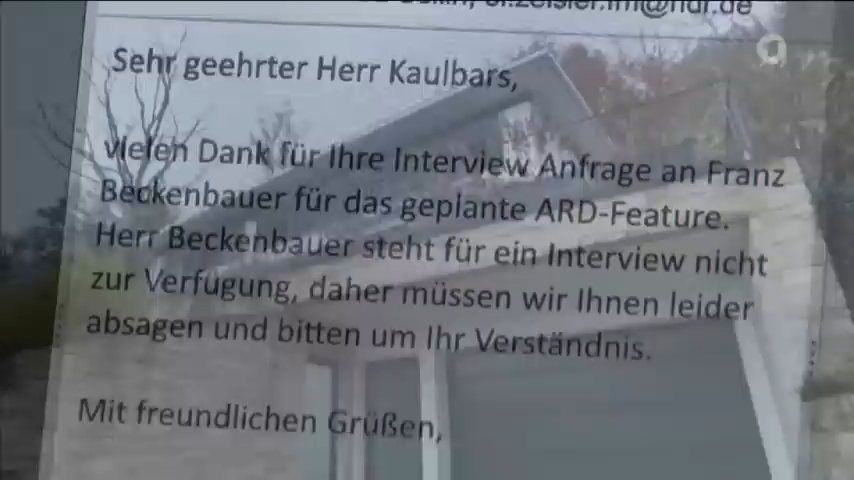 Sehr geehrter Herr Kaulbars,
vielen Dank für Ihre Interview Anfrage an Franz
Beckenbauer für das geplante ARD-Feature.
Herr Beckenbauer steht für ein Interview nicht
zur Verfügung, daher müssen wir Ihnen leider
absagen und bitten um Ihr Verständnis.
Mit freundlichen Grüßen,